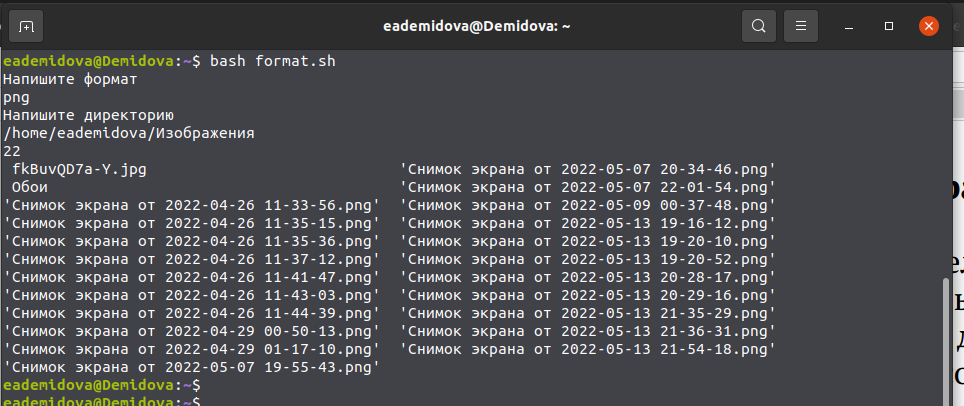 eademidova@Demidova: ~
eademidova@Demidova:~$ bash format.sh
Напишите формат
png
Напишите директорию
/home/eademidova/Изображения
22
fkBuvQD7a-Y.jpg 'Снимок экрана от 2022-05-07 20-34-46.png'
Обои 'Снимок экрана от 2022-05-07 22-01-54.png'
'Снимок экрана от 2022-04-26 11-33-56.png' 'Снимок экрана от 2022-05-09 00-37-48.png'
'Снимок экрана от 2022-04-26 11-35-15.png' 'Снимок экрана от 2022-05-13 19-16-12.png'
'Снимок экрана от 2022-04-26 11-35-36.png' 'Снимок экрана от 2022-05-13 19-20-10.png'
'Снимок экрана от 2022-04-26 11-37-12.png' 'Снимок экрана от 2022-05-13 19-20-52.png'
'Снимок экрана от 2022-04-26 11-41-47.png' 'Снимок экрана от 2022-05-13 20-28-17.png'
'Снимок экрана от 2022-04-26 11-43-03.png' 'Снимок экрана от 2022-05-13 20-29-16.png'
'Снимок экрана от 2022-04-26 11-44-39.png' 'Снимок экрана от 2022-05-13 21-35-29.png'
'Снимок экрана от 2022-04-29 00-50-13.png' 'Снимок экрана от 2022-05-13 21-36-31.png'
'Снимок экрана от 2022-04-29 01-17-10.png' 'Снимок экрана от 2022-05-13 21-54-18.png'
'Снимок экрана от 2022-05-07 19-55-43.png'
eademidova@Demidova:~$
eademidova@Demidova:~$